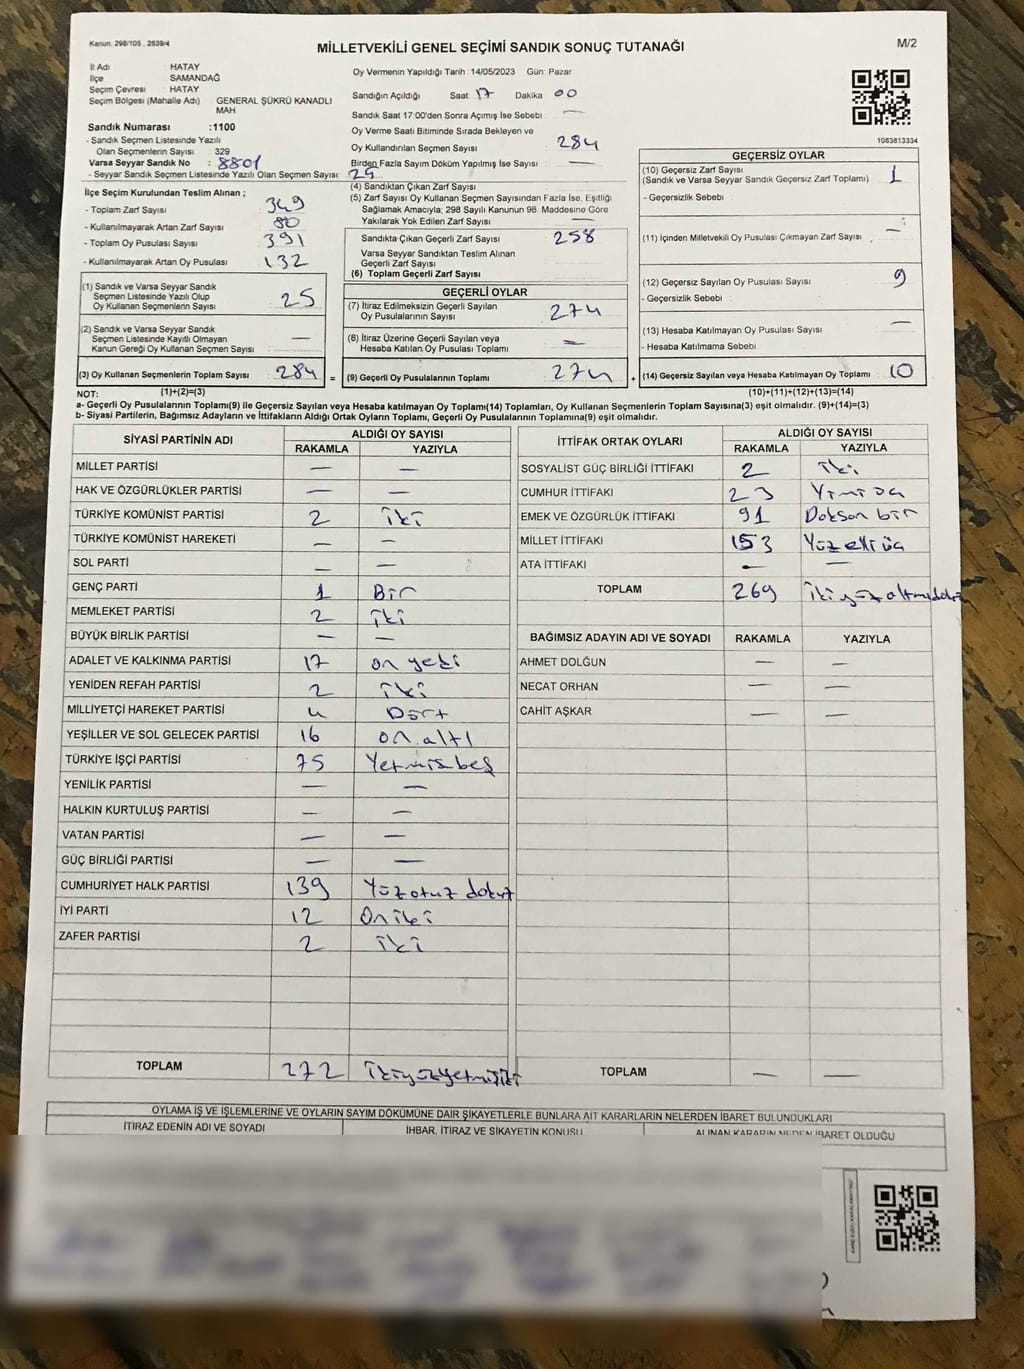 Kanun. 298/105 , 2839/4
MİLLETVEKİLİ GENEL SEÇİMİ SANDIK SONUÇ TUTANAĞI
M/2
İl Adı : HATAY
İlçe SAMANDAĞ
Seçim Çevresi : HATAY
Seçim Bölgesi (Mahalle Adı) : GENERAL ŞÜKRÜ KANADLI
MAH
Sandık Numarası :1100
- Sandık Seçmen Listesinde Yazılı
Olan Seçmenlerin Sayısı : 329
Varsa Seyyar Sandık No : 8801
- Seyyar Seçmen Listesinde Yazılı Olan Seçmen Sayısı: 25
Oy Vermenin Yapıldığı Tarih :14/05/2023 Gün: Pazar
Sandığın Açıldığı Saat 17 Dakika 00
Sandık Saat 17:00'den Sonra Açımış İse Sebebi : —
Oy Verme Saati Bitiminde Sırada Bekleyen ve
Oy Kullandırılan Seçmen Sayısı : 284
Birden Fazla Sayım Döküm Yapılmış İse Sayısı : —
1063813334
İlçe Seçim Kurulundan Teslim Alınan ;
- Toplam Zarf Sayısı : 349
- Kullanılmayarak Artan Zarf Sayısı : 80
- Toplam Oy Pusulası Sayısı : 391
- Kullanılmayarak Artan Oy Pusulası : 132
(1) Sandık ve Varsa Seyyar Sandık
Seçmen Listesinde Yazılı Olup
Oy Kullanan Seçmenlerin Sayısı : 25
(2) Sandık ve Varsa Seyyar Sandık
Seçmen Listesinde Kayıtlı Olmayan
Kanun Gereği Oy Kullanan Seçmen Sayısı : —
(3) Oy Kullanan Seçmenlerin Toplam Sayısı : 284 =
(4) Sandıktan Çıkan Zarf Sayısı :
(5) Zarf Sayısı Oy Kullanan Seçmen Sayısından Fazla İse, Eşitliği
Sağlamak Amacıyla; 298 Sayılı Kanunun 98. Maddesine Göre
Yakılarak Yok Edilen Zarf Sayısı : —
Sandıkta Çıkan Geçerli Zarf Sayısı : 258
Varsa Seyyar Sandıktan Teslim Alınan
Geçerli Zarf Sayısı :
(6) Toplam Geçerli Zarf Sayısı :
GEÇERLİ OYLAR
(7) İtiraz Edilmeksizin Geçerli Sayılan
Oy Pusulalarının Sayısı : 274
(8) İtiraz Üzerine Geçerli Sayılan veya
Hesaba Katılan Oy Pusulası Toplamı : —
(9) Geçerli Oy Pusulalarının Toplamı : 274 +
GEÇERSİZ OYLAR
(10) Geçersiz Zarf Sayısı
(Sandık ve Varsa Seyyar Sandık Geçersiz Zarf Toplamı) : 1
- Geçersizlik Sebebi :
(11) İçinden Milletvekili Oy Pusulası Çıkmayan Zarf Sayısı : —
(12) Geçersiz Sayılan Oy Pusulası Sayısı : 9
- Geçersizlik Sebebi :
(13) Hesaba Katılmayan Oy Pusulası Sayısı : —
- Hesaba Katılmama Sebebi :
(14) Geçersiz Sayılan veya Hesaba Katılmayan Oy Toplamı : 10
NOT: (1)+(2)=(3) (10)+(11)+(12)+(13)=(14)
a- Geçerli Oy Pusulalarının Toplamı(9) ile Geçersiz Sayılan veya Hesaba katılmayan Oy Toplamı(14) Toplamları, Oy Kullanan Seçmenlerin Toplam Sayısına(3) eşit olmalıdır. (9)+(14)=(3)
b- Siyasi Partilerin, Bağımsız Adayların ve İttifakların Aldığı Ortak Oyların Toplamı, Geçerli Oy Pusulalarının Toplamına(9) eşit olmalıdır.
SİYASİ PARTİNİN ADI ALDIĞI OY SAYISI
RAKAMLA YAZIYLA
MİLLET PARTİSİ — —
HAK VE ÖZGÜRLÜKLER PARTİSİ — —
TÜRKİYE KOMÜNİST PARTİSİ 2 iki
TÜRKİYE KOMÜNİST HAREKETİ — —
SOL PARTİ — —
GENÇ PARTİ 1 Bir
MEMLEKET PARTİSİ 2 iki
BÜYÜK BİRLİK PARTİSİ — —
ADALET VE KALKINMA PARTİSİ 17 on yedi
YENİDEN REFAH PARTİSİ 2 iki
MİLLİYETÇİ HAREKET PARTİSİ 4 Dört
YEŞİLLER VE SOL GELECEK PARTİSİ 16 on altı
TÜRKİYE İŞÇİ PARTİSİ 75 Yetmişbeş
YENİLİK PARTİSİ — —
HALKIN KURTULUŞ PARTİSİ — —
VATAN PARTİSİ — —
GÜÇ BİRLİĞİ PARTİSİ — —
CUMHURİYET HALK PARTİSİ 139 Yüzotuz dokuz
İYİ PARTİ 12 Oniki
ZAFER PARTİSİ 2 iki
TOPLAM 272 ikiyüzyetmişiki
İTTİFAK ORTAK OYLARI ALDIĞI OY SAYISI
RAKAMLA YAZIYLA
SOSYALİST GÜÇ BİRLİĞİ İTTİFAKI 2 iki
CUMHUR İTTİFAKI 23 Yirmi üç
EMEK VE ÖZGÜRLÜK İTTİFAKI 91 Doksan bir
MİLLET İTTİFAKI 153 Yüz elli üç
ATA İTTİFAKI — —
TOPLAM 269 ikiyüz altmışdokuz
BAĞIMSIZ ADAYIN ADI VE SOYADI RAKAMLA YAZIYLA
AHMET DOLĞUN — —
NECAT ORHAN — —
CAHİT AŞKAR — —
TOPLAM — —
OYLAMA İŞ VE İŞLEMLERİNE VE OYLARIN SAYIM DÖKÜMÜNE DAİR ŞİKAYETLERLE BUNLARA AİT KARARLARIN NELERDEN İBARET BULUNDUKLARI
İTİRAZ EDENİN ADI VE SOYADI İHBAR, İTİRAZ VE ŞİKAYETİN KONUSU ALINAN KARARIN NEDEN İBARET OLDUĞU